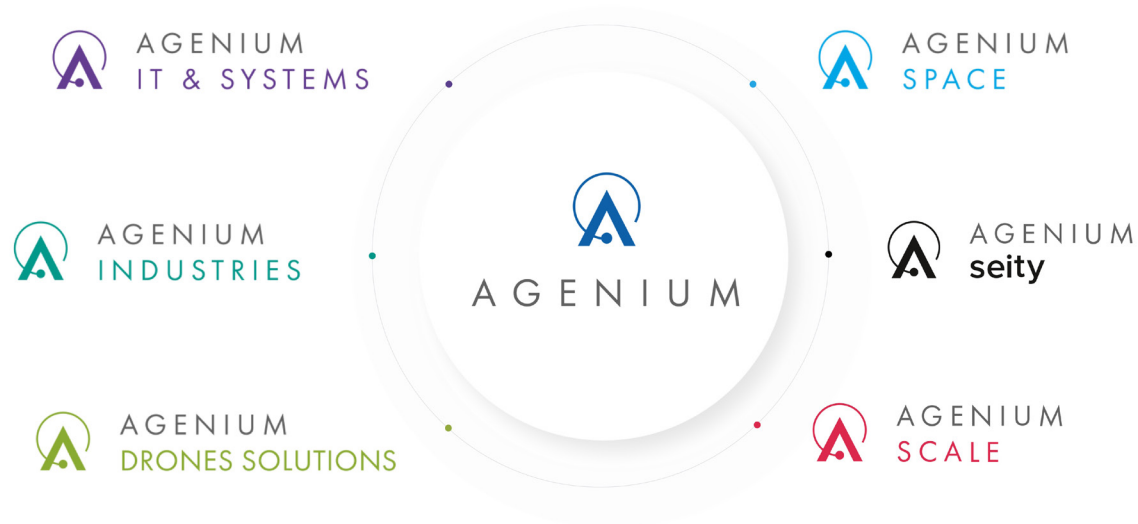 AGENIUM
IT & SYSTEMS
AGENIUM
SPACE
AGENIUM
INDUSTRIES
AGENIUM
AGENIUM
seity
AGENIUM
DRONES SOLUTIONS
AGENIUM
SCALE